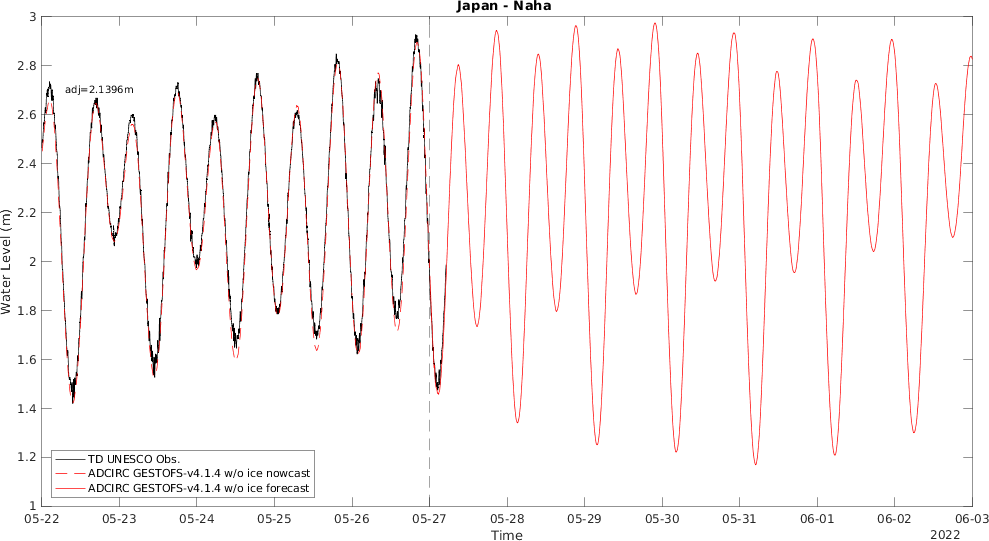 Japan - Naha
3
2.8
adj=2.1396m
2.6
2.4
2.2
2
1.8
1.6
1.4
1.2
1
Water Level (m)
TD UNESCO Obs.
ADCIRC GESTOFS-v4.1.4 w/o ice nowcast
ADCIRC GESTOFS-v4.1.4 w/o ice forecast
05-22 05-23 05-24 05-25 05-26 05-27 05-28 05-29 05-30 05-31 06-01 06-02 06-03
Time
2022